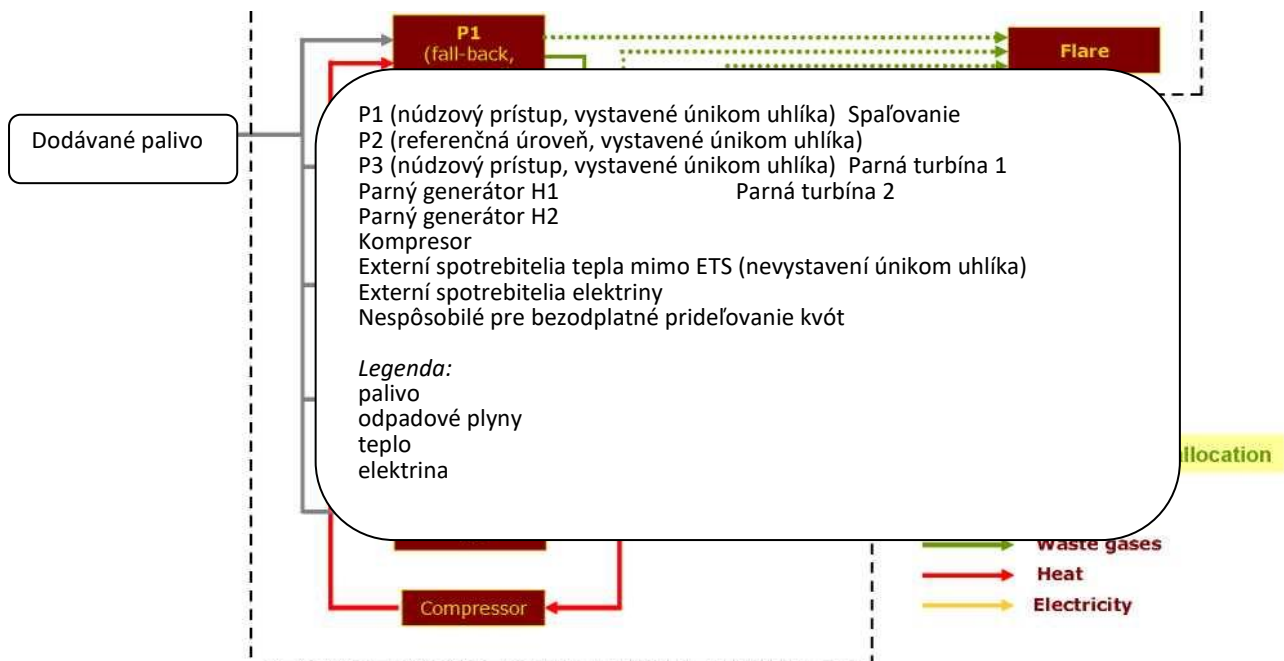 P1
(fall-back,
Flare
Dodávané palivo
P1 (núdzový prístup, vystavené únikom uhlíka) Spaľovanie
P2 (referenčná úroveň, vystavené únikom uhlíka)
P3 (núdzový prístup, vystavené únikom uhlíka) Parná turbína 1
Parný generátor H1 Parná turbína 2
Parný generátor H2
Kompresor
Externí spotrebitelia tepla mimo ETS (nevystavení únikom uhlíka)
Externí spotrebitelia elektriny
Nespôsobilé pre bezodplatné prideľovanie kvót
Legenda:
palivo
odpadové plyny
teplo
elektrina
llocation
Waste gases
Heat
Electricity
Compressor